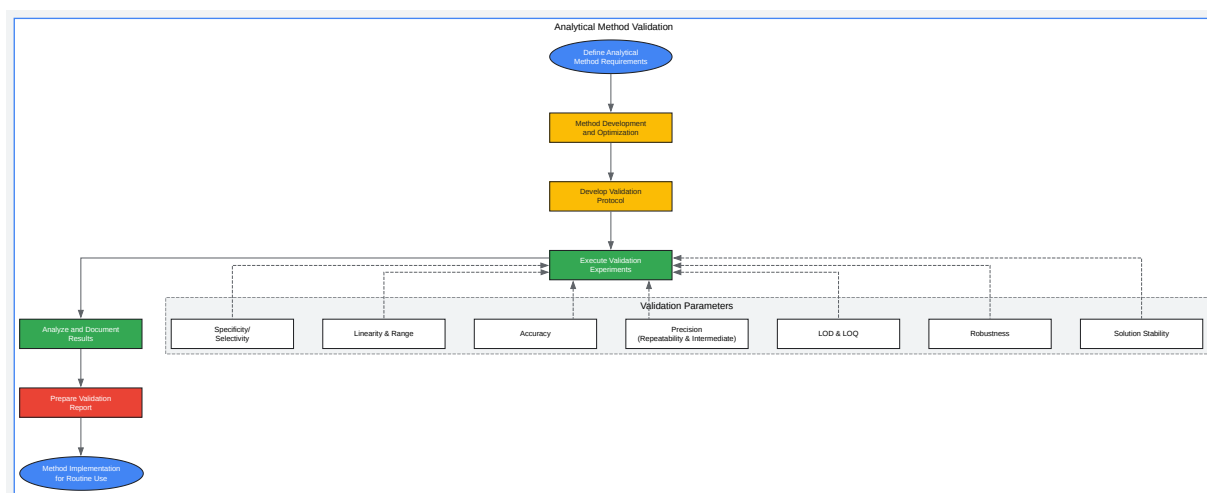 Analytical Method Validation
Define Analytical
Method Requirements
Method Development
and Optimization
Develop Validation
Protocol
Execute Validation
Experiments
Validation Parameters
Specificity/
Selectivity
Linearity & Range
Accuracy
Precision
(Repeatability & Intermediate)
LOD & LOQ
Robustness
Solution Stability
Analyze and Document
Results
Prepare Validation
Report
Method Implementation
for Routine Use